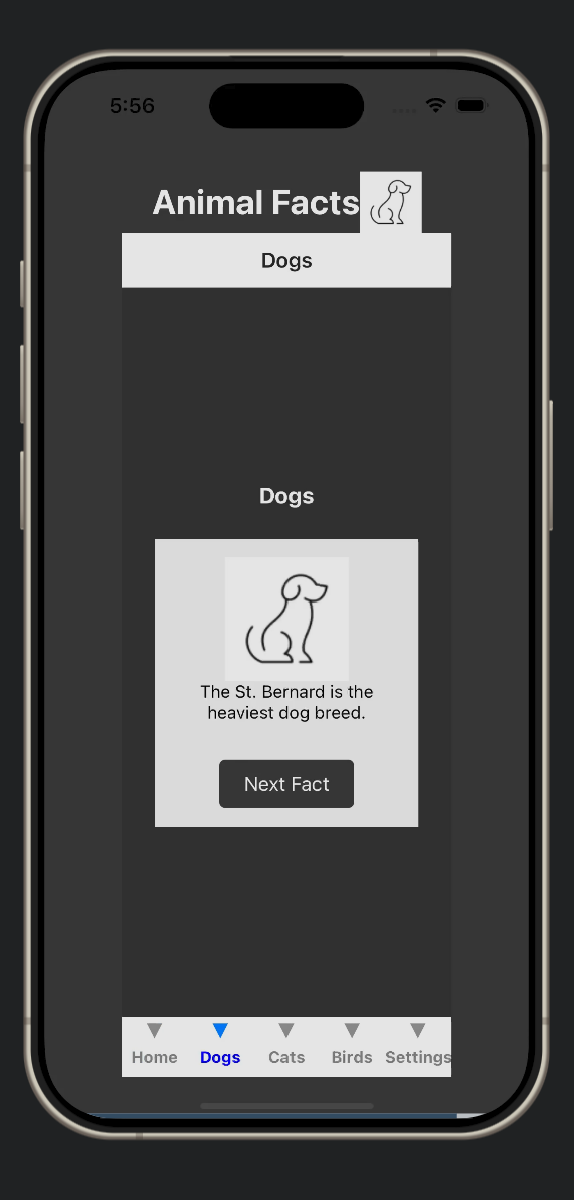 5:56
Animal Facts
Dogs
Dogs
The St. Bernard is the
heaviest dog breed.
Next Fact
Home Dogs Cats Birds Settings